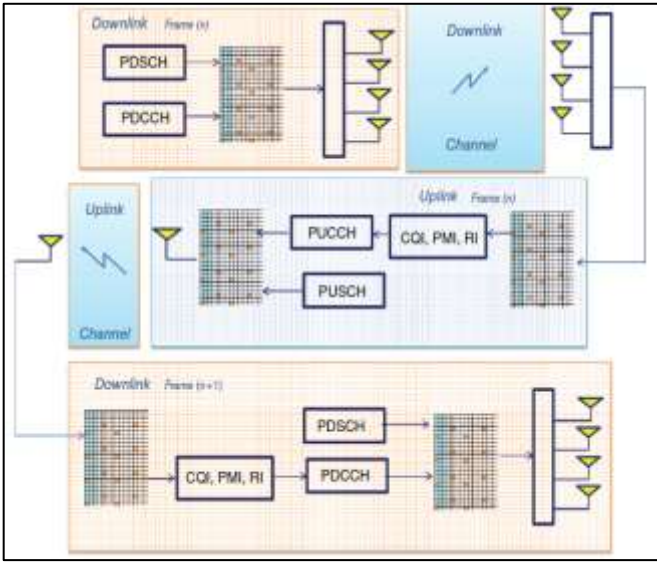 Downlink Frame (n)
PDSCH
PDCCH
Downlink
Channel
Uplink
Channel
Uplink Frame (n)
PUCCH
CQI, PMI, RI
PUSCH
Downlink Frame (n+1)
PDSCH
CQI, PMI, RI
PDCCH